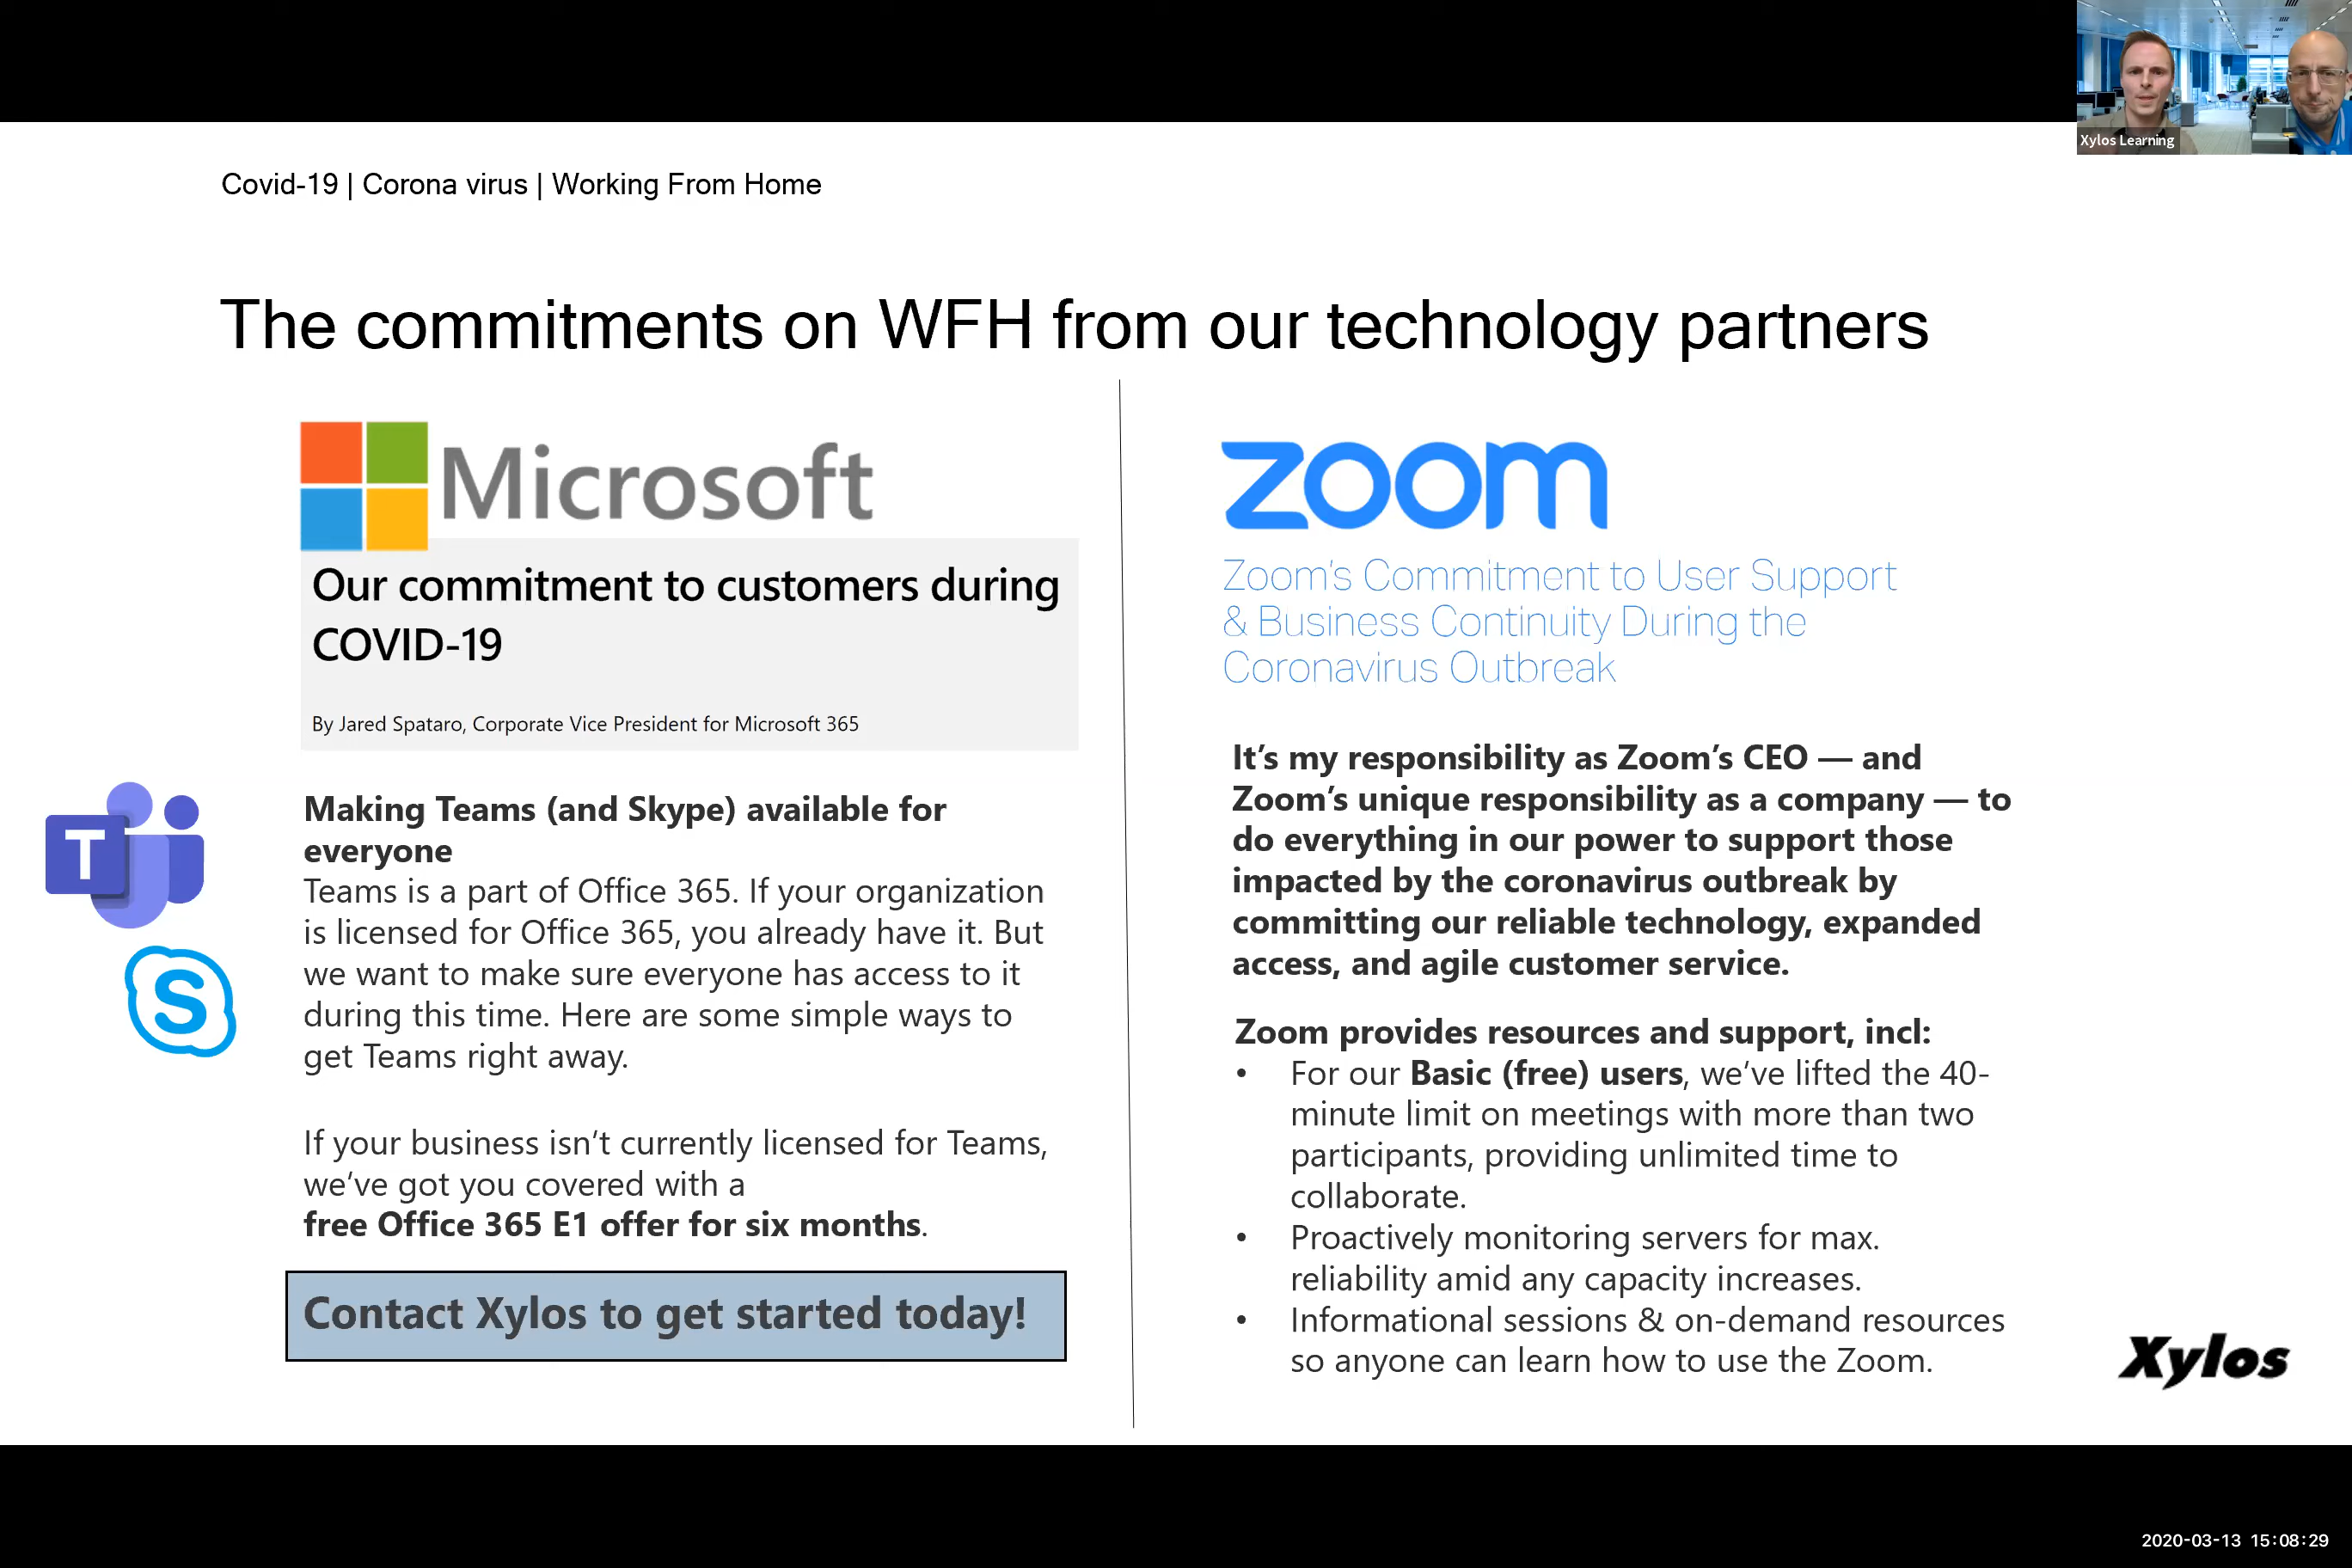 Xylos Learning
Covid-19 | Corona virus | Working From Home
The commitments on WFH from our technology partners
Microsoft
Our commitment to customers during
COVID-19
By Jared Spataro, Corporate Vice President for Microsoft 365
T
S
Making Teams (and Skype) available for
everyone
Teams is a part of Office 365. If your organization
is licensed for Office 365, you already have it. But
we want to make sure everyone has access to it
during this time. Here are some simple ways to
get Teams right away.
If your business isn’t currently licensed for Teams,
we’ve got you covered with a
free Office 365 E1 offer for six months.
Contact Xylos to get started today!
zoom
Zoom’s Commitment to User Support
& Business Continuity During the
Coronavirus Outbreak
It’s my responsibility as Zoom’s CEO — and
Zoom’s unique responsibility as a company — to
do everything in our power to support those
impacted by the coronavirus outbreak by
committing our reliable technology, expanded
access, and agile customer service.
Zoom provides resources and support, incl:
• For our Basic (free) users, we’ve lifted the 40-
minute limit on meetings with more than two
participants, providing unlimited time to
collaborate.
• Proactively monitoring servers for max.
reliability amid any capacity increases.
• Informational sessions & on-demand resources
so anyone can learn how to use the Zoom.
Xylos
2020-03-13 15:08:29